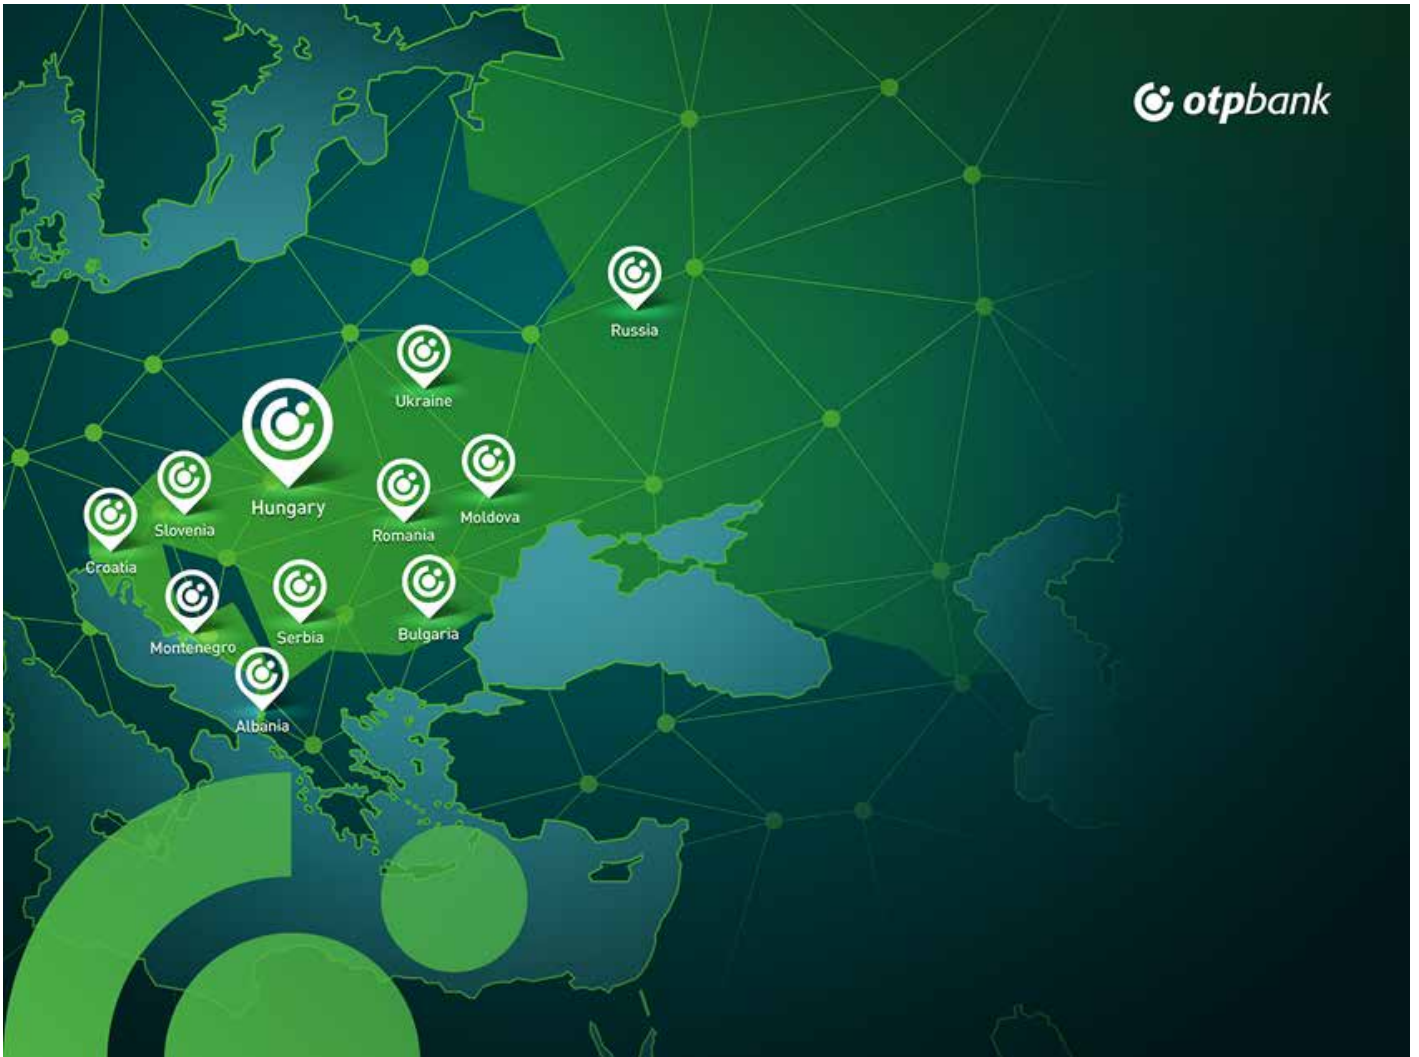 otpbank
Russia
Ukraine
Hungary
Moldova
Slovenia
Romania
Croatia
Bulgaria
Serbia
Montenegro
Albania